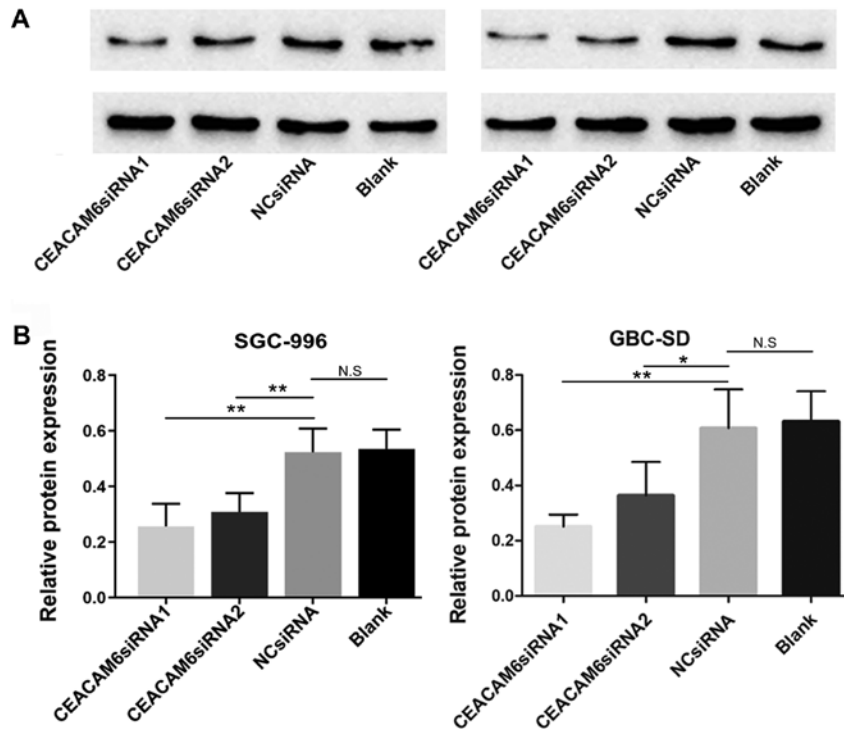 A
CEACAM6siRNA1
CEACAM6siRNA2
NCsiRNA
Blank
CEACAM6siRNA1
CEACAM6siRNA2
NCsiRNA
Blank
B
SGC-996
Relative protein expression
0.8
0.6
0.4
0.2
0.0
**
**
N.S
CEACAM6siRNA1
CEACAM6siRNA2
NCsiRNA
Blank
GBC-SD
Relative protein expression
0.8
0.6
0.4
0.2
0.0
**
*
N.S
CEACAM6siRNA1
CEACAM6siRNA2
NCsiRNA
Blank